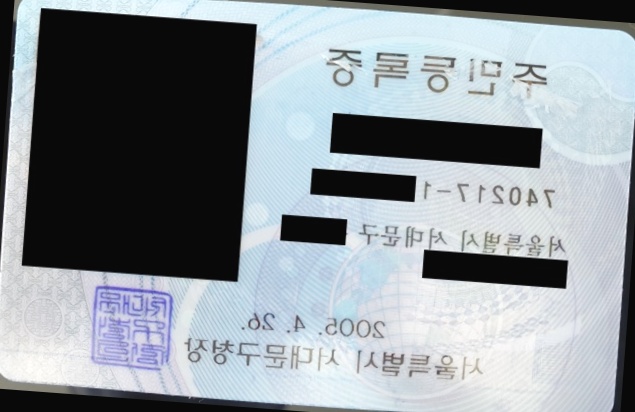 주민등록증
740217-1
서울특별시 서대문구
2005. 4. 26.
서울특별시 서대문구청장